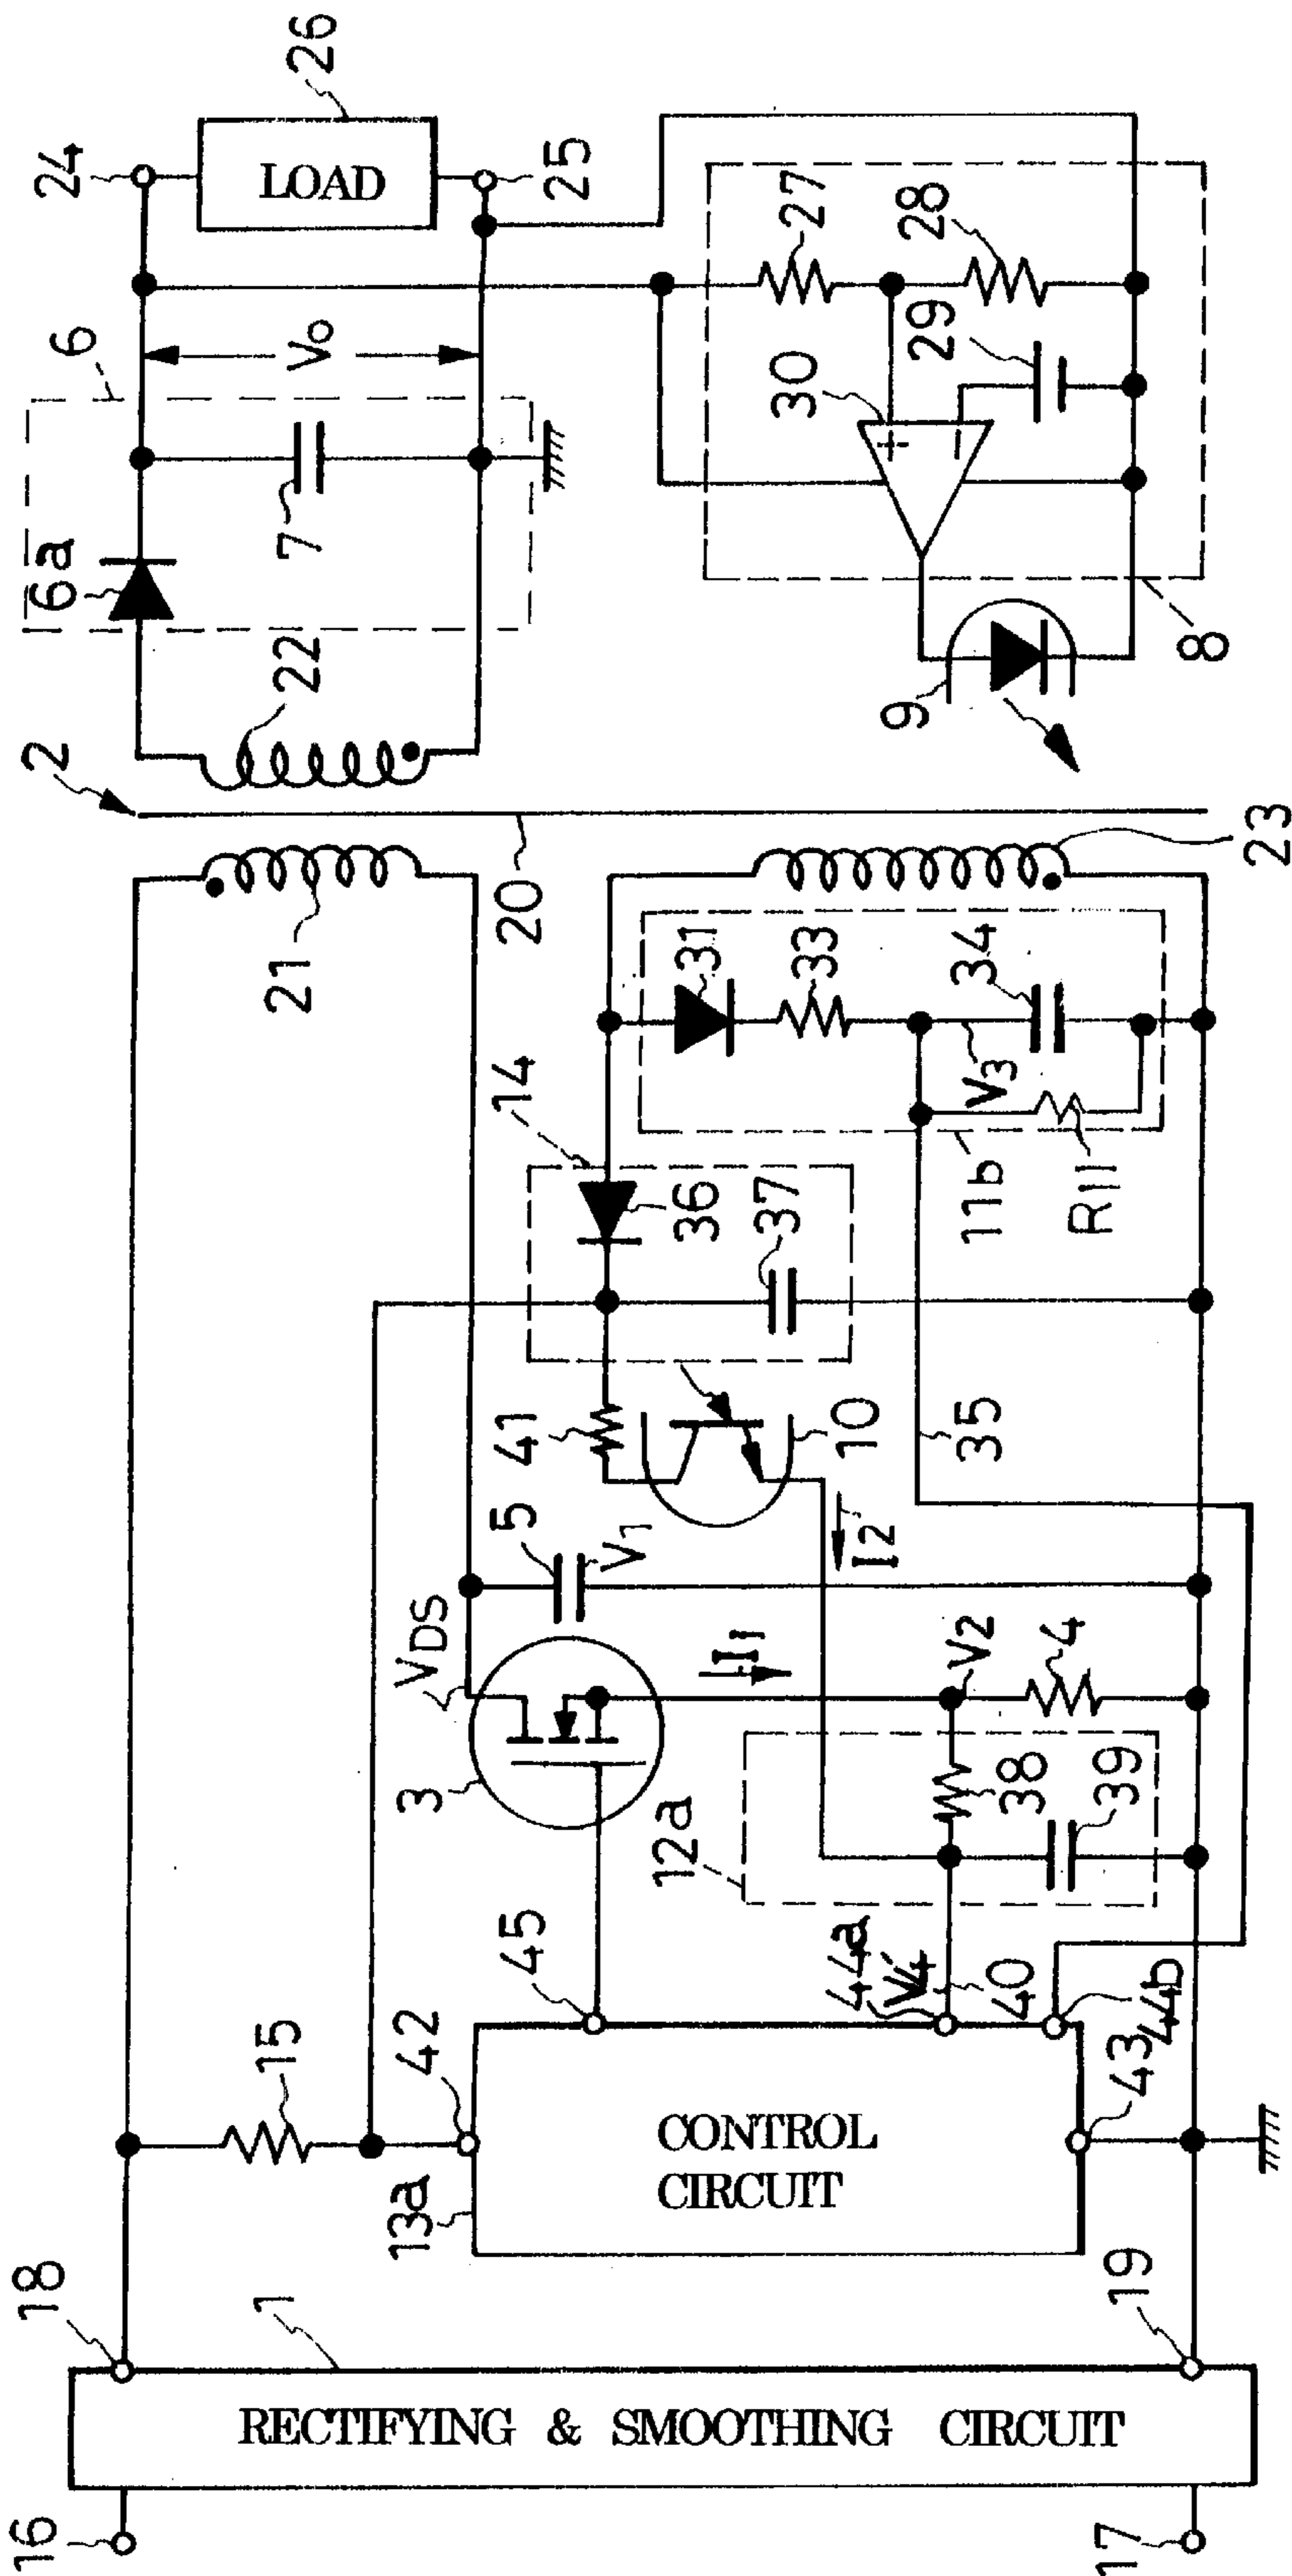 24
26
LOAD
25
6
Vo
6a
7
22
27
28
29
30
8
9
2
20
21
23
31
33
34
V3
14
11b
R11
36
37
35
41
10
5
V1
I2
VDS
I1
V2
4
3
12a
38
39
45
44a
V4'
40
44b
15
42
43
13a
CONTROL
CIRCUIT
18
1
19
RECTIFYING & SMOOTHING CIRCUIT
16
17